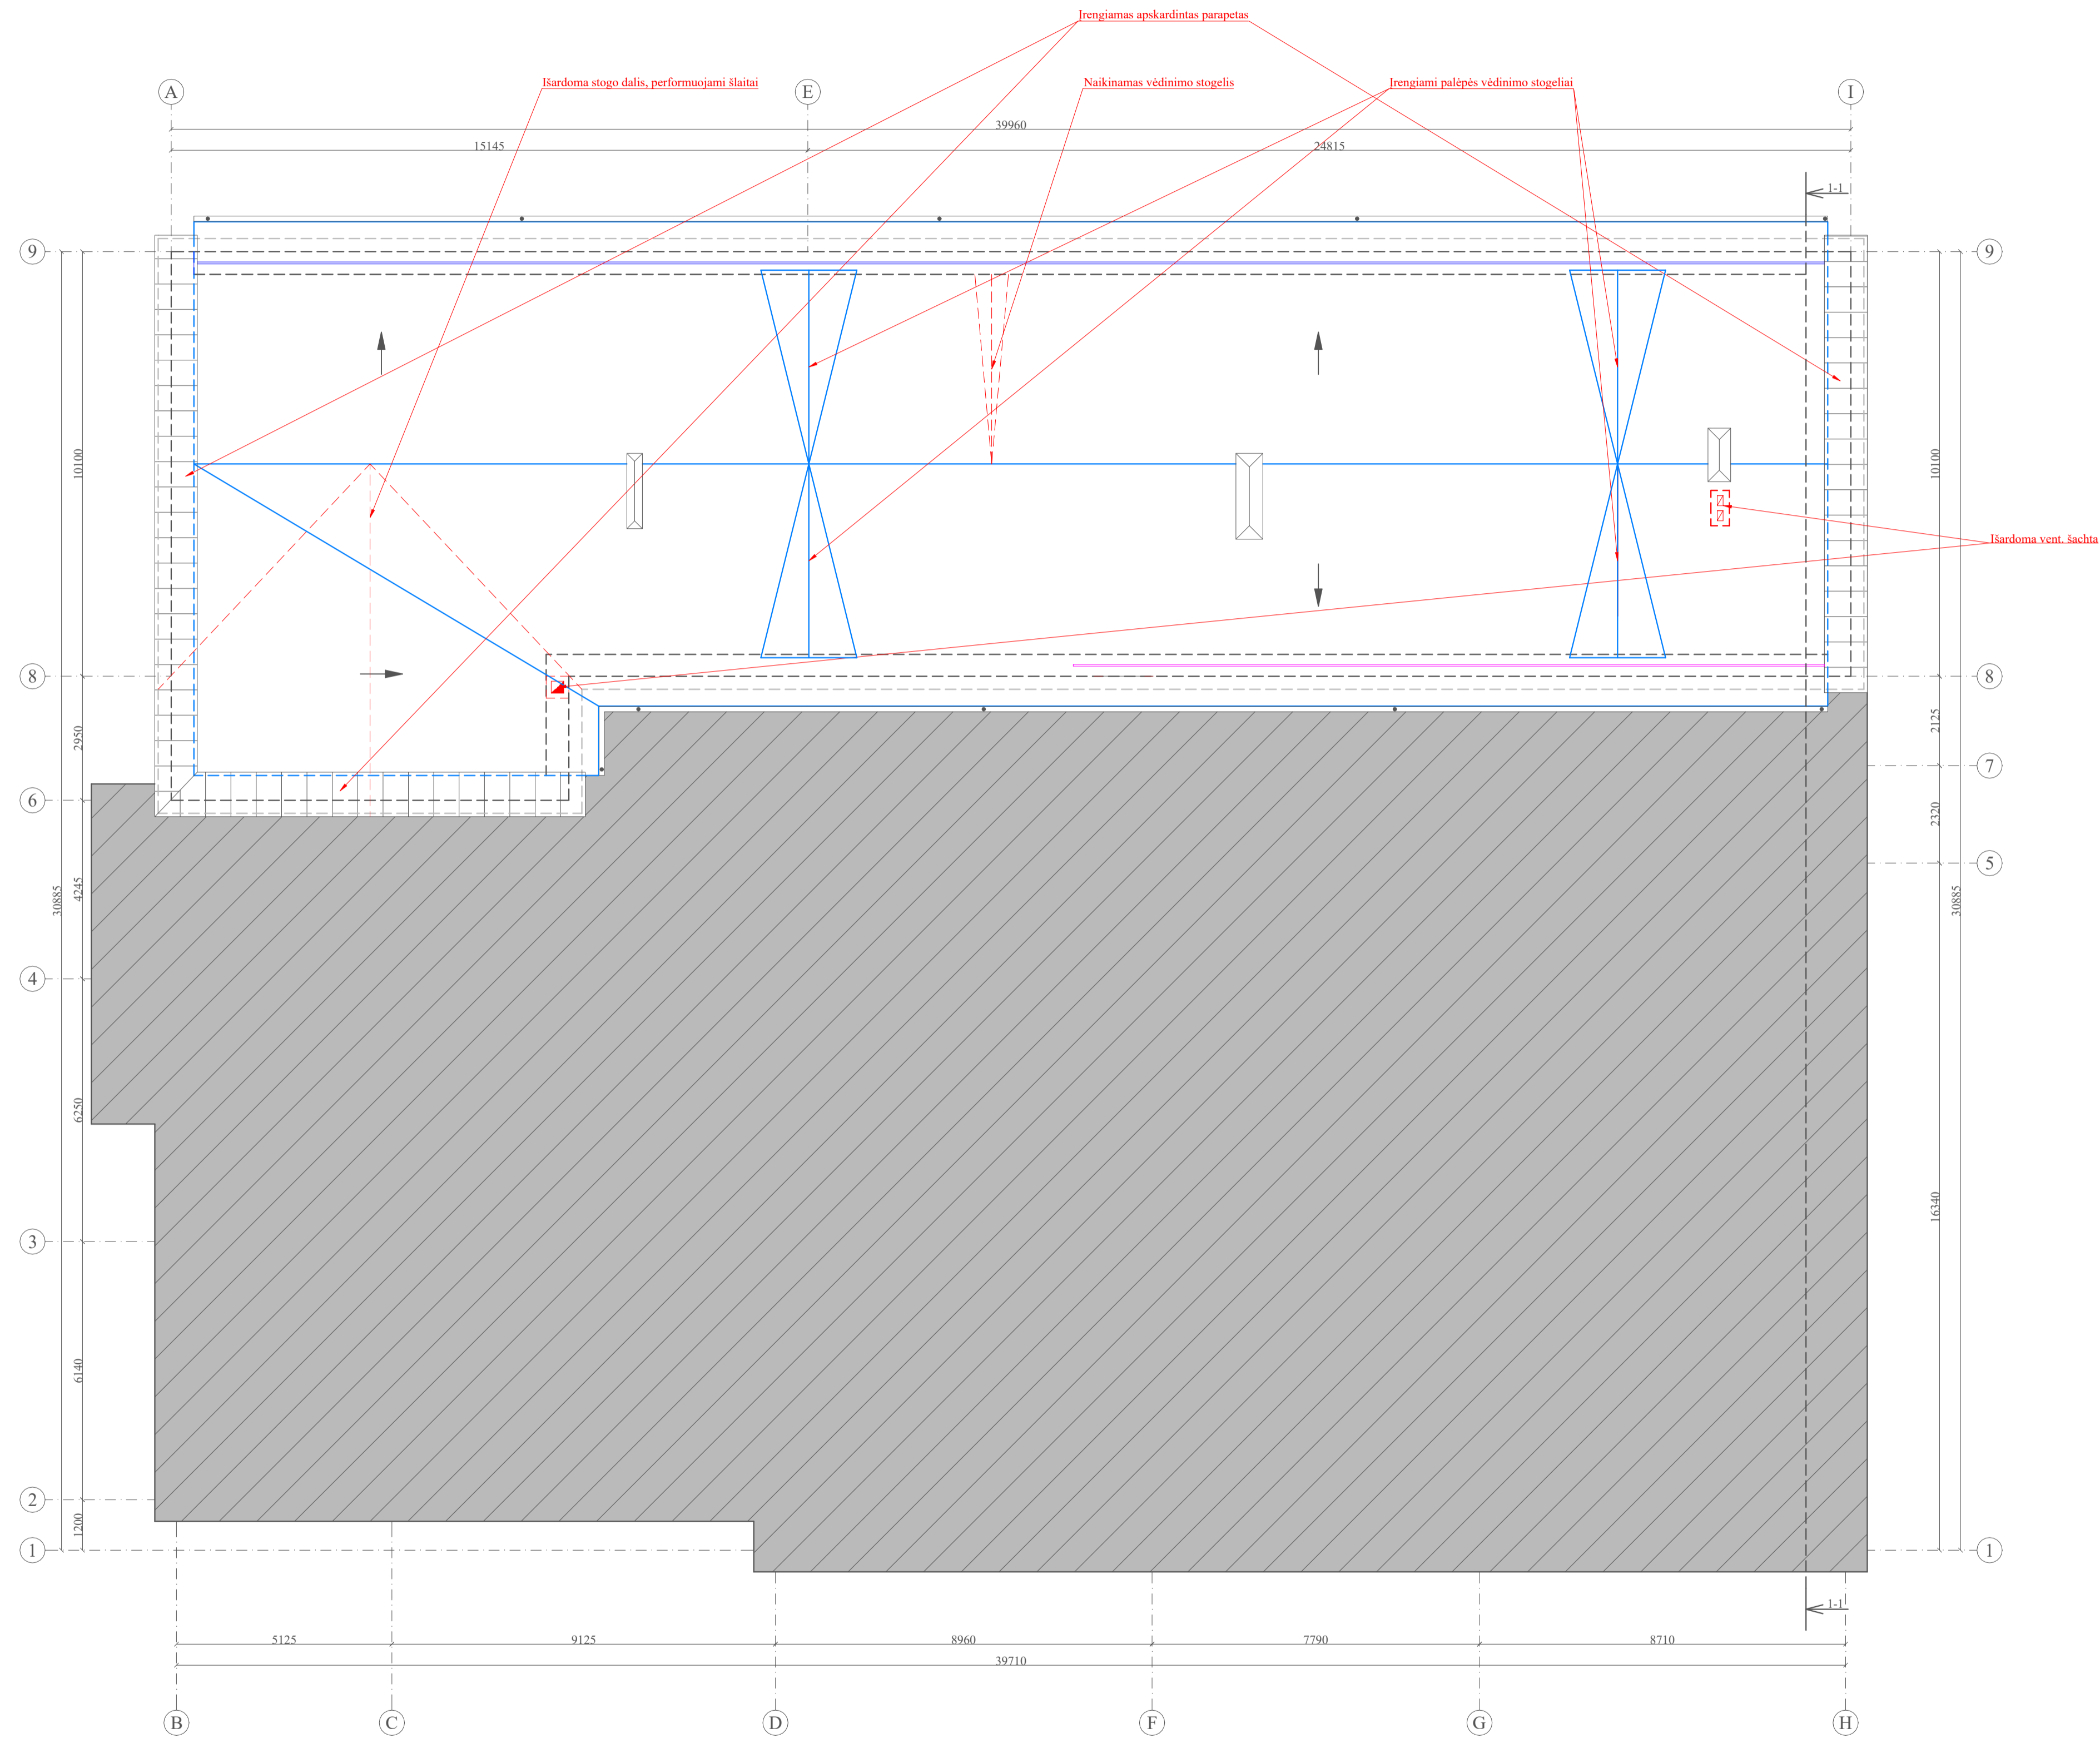 Įrengiamas apskardintas parapetas
Išardoma stogo dalis, performuojami šlaitai
Naikinamas vėdinimo stogelis
Įrengiami palėpės vėdinimo stogeliai
A
E
I
39960
15145
24815
1-1
9
9
10100
10100
Išardoma vent. šachta
8
8
2950
2125
7
6
2320
5
4245
30885
30885
4
6250
16340
3
6140
2
1200
1
1
1-1
5125
9125
8960
7790
8710
39710
B
C
D
F
G
H